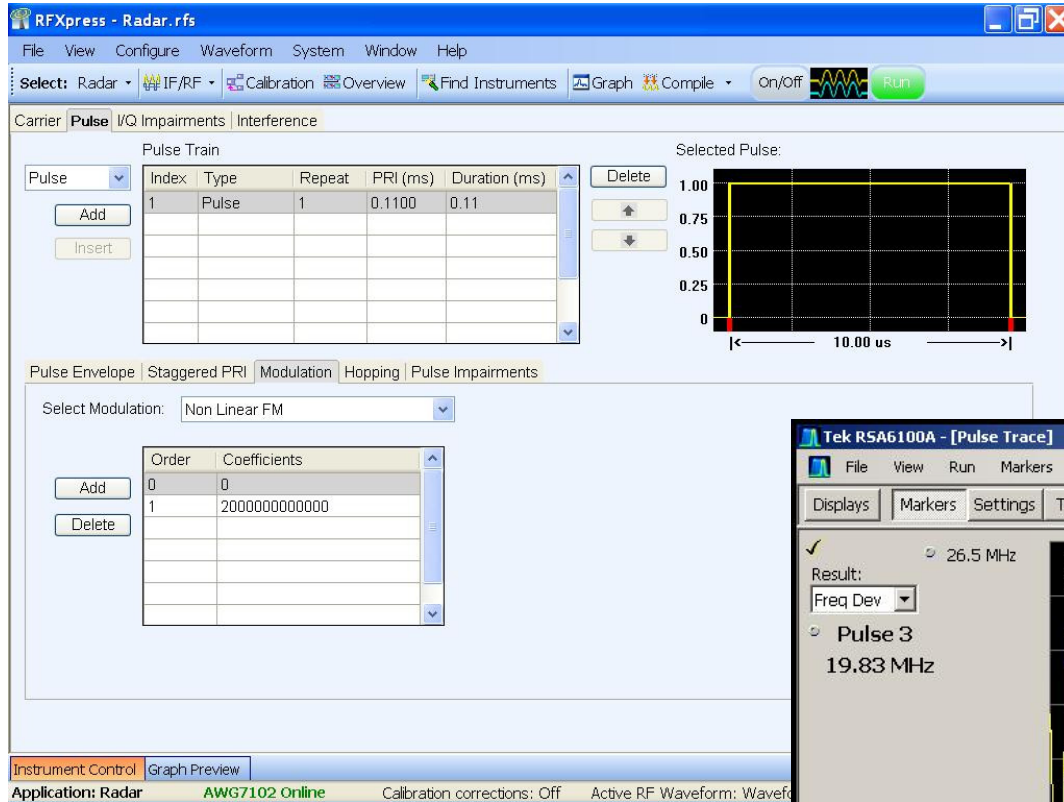 RFXpress - Radar.rfs
File View Configure Waveform System Window Help
Select: Radar IF/RF Calibration Overview Find Instruments Graph Compile On/Off Run
Carrier Pulse I/Q Impairments Interference
Pulse Train
Selected Pulse:
Pulse
Add
Insert
Index Type Repeat PRI (ms) Duration (ms)
1 Pulse 1 0.1100 0.11
Delete
1.00
0.75
0.50
0.25
0
10.00 us
Pulse Envelope Staggered PRI Modulation Hopping Pulse Impairments
Select Modulation: Non Linear FM
Order Coefficients
0 0
1 2000000000000
Add
Delete
Tek RSA6100A - [Pulse Trace]
File View Run Markers
Displays Markers Settings T
26.5 MHz
Result:
Freq Dev
Pulse 3
19.83 MHz
Instrument Control Graph Preview
Application: Radar AWG7102 Online Calibration corrections: Off Active RF Waveform: Wavefo